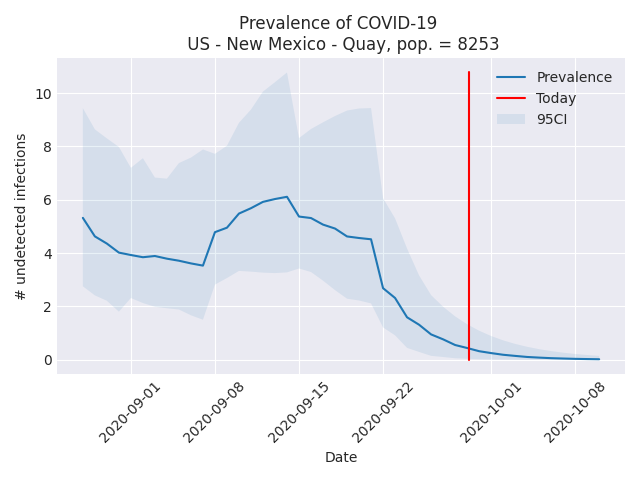 Prevalence of COVID-19
US - New Mexico - Quay, pop. = 8253
# undetected infections
10
8
6
4
2
0
Prevalence
Today
95CI
2020-09-01
2020-09-08
2020-09-15
2020-09-22
2020-10-01
2020-10-08
Date